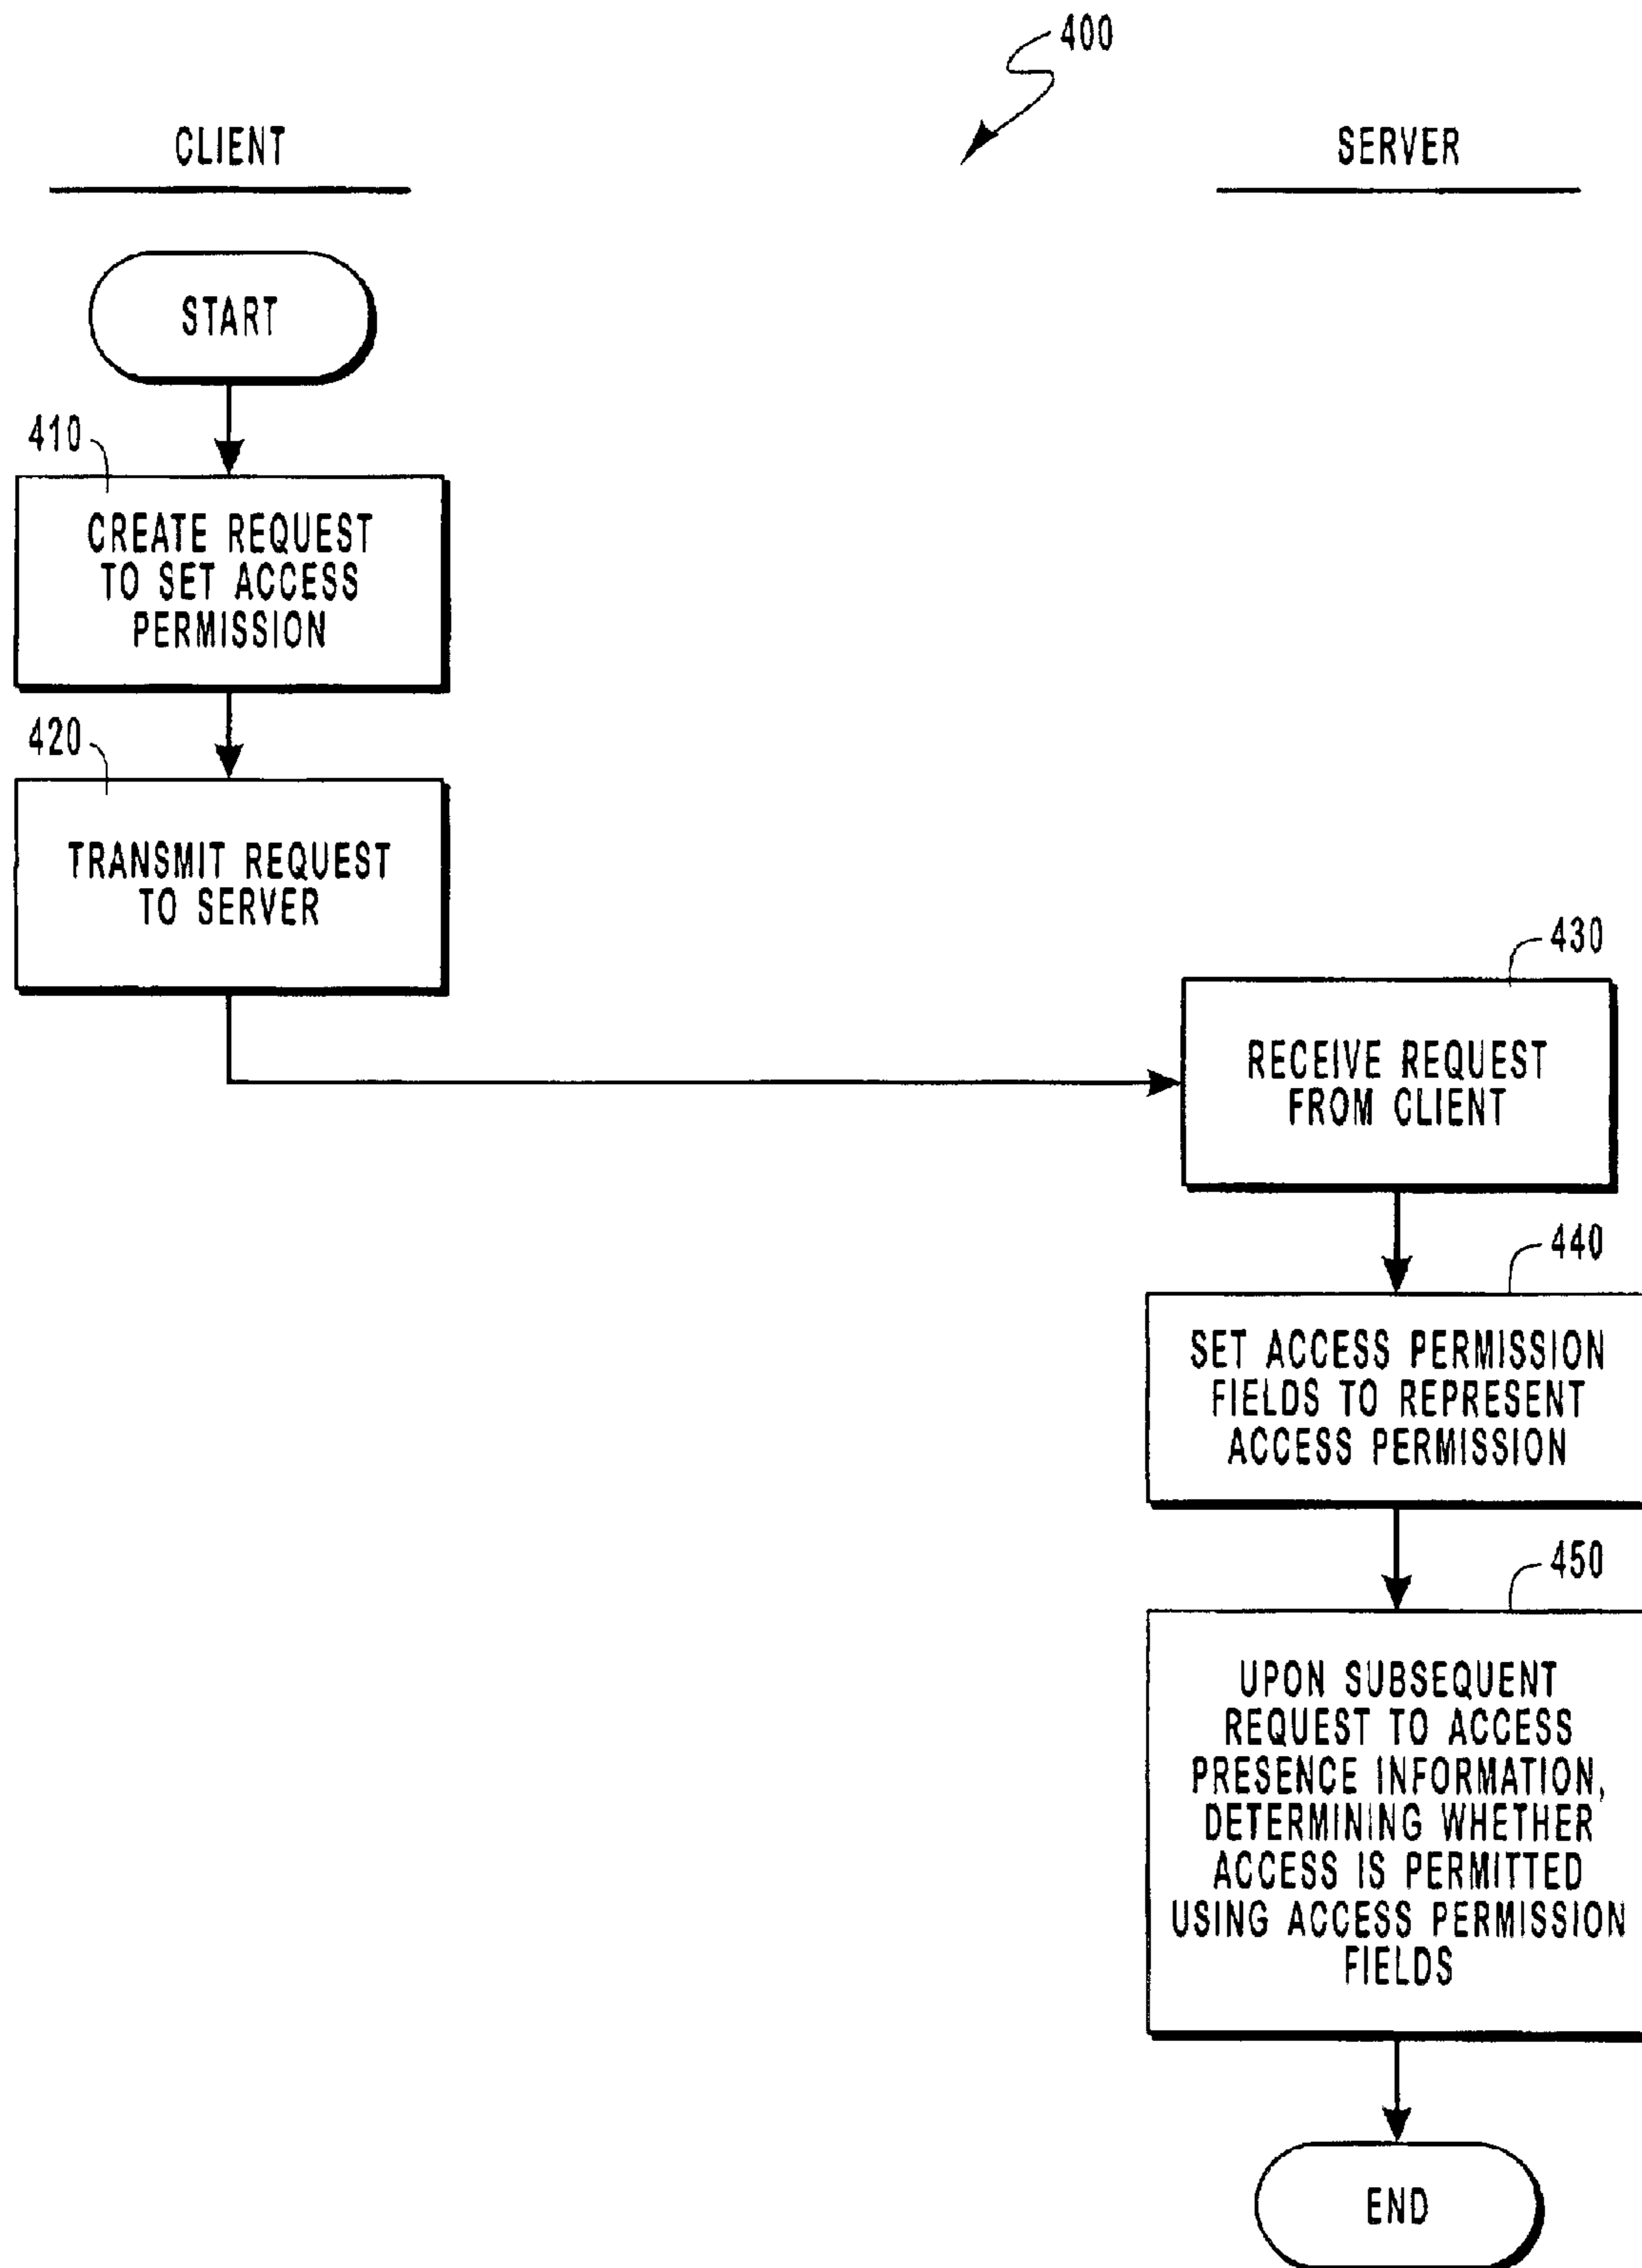 400
CLIENT
SERVER
START
410
CREATE REQUEST
TO SET ACCESS
PERMISSION
420
TRANSMIT REQUEST
TO SERVER
430
RECEIVE REQUEST
FROM CLIENT
440
SET ACCESS PERMISSION
FIELDS TO REPRESENT
ACCESS PERMISSION
450
UPON SUBSEQUENT
REQUEST TO ACCESS
PRESENCE INFORMATION,
DETERMINING WHETHER
ACCESS IS PERMITTED
USING ACCESS PERMISSION
FIELDS
END